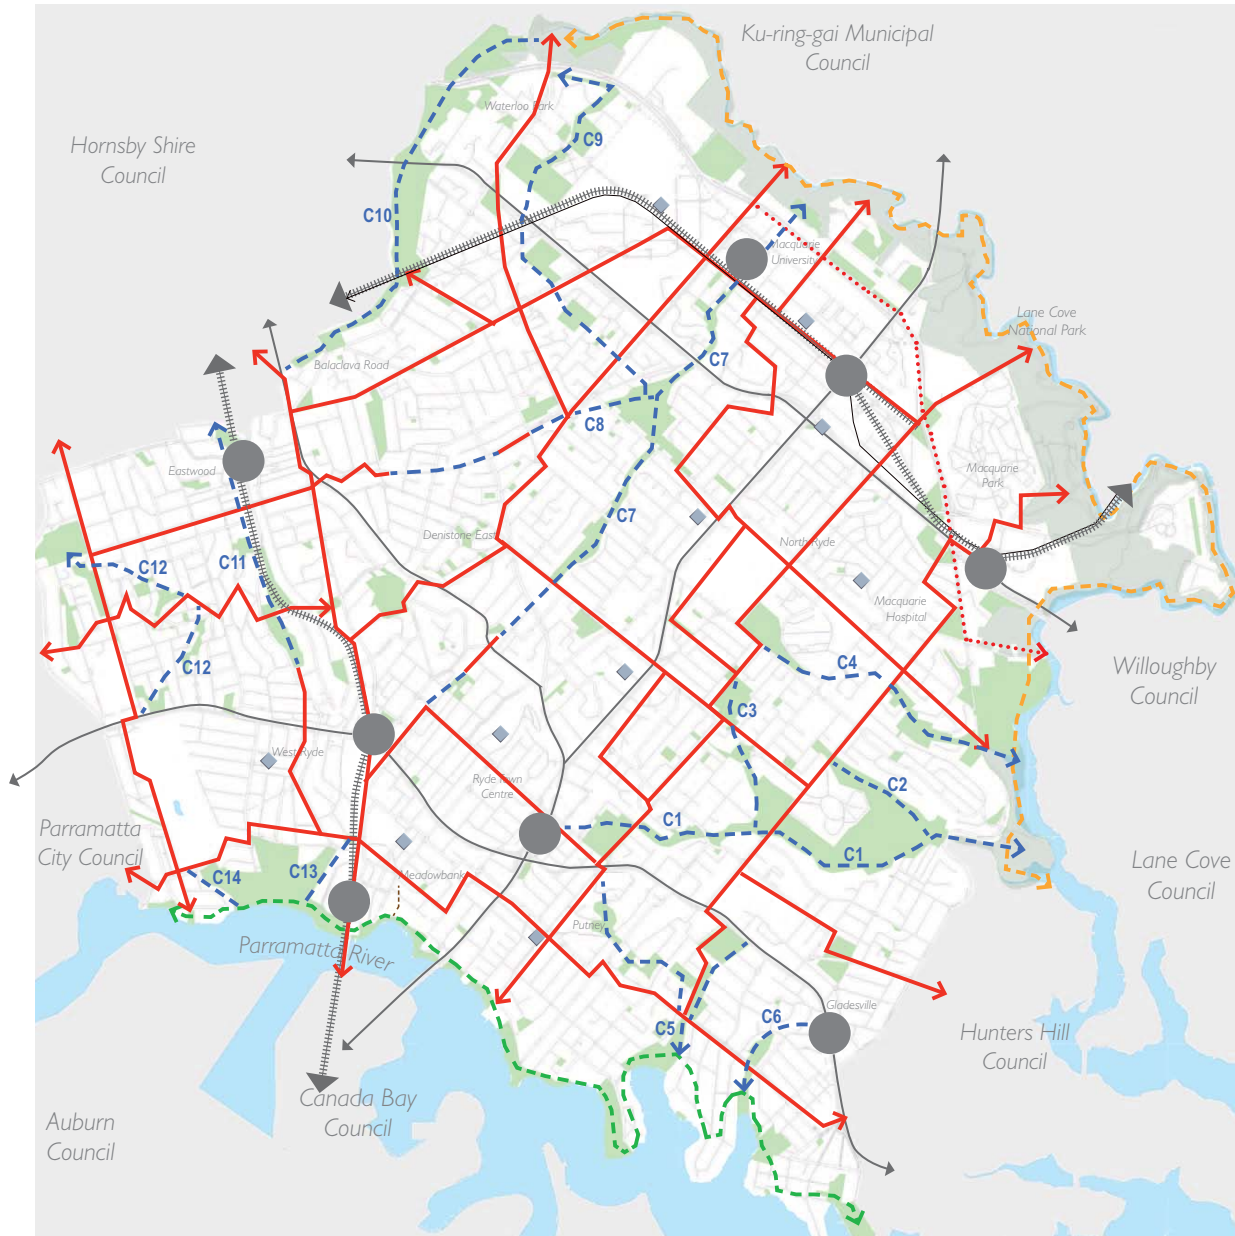 Ku-ring-gai Municipal
Council
Hornsby Shire
Council
Waterloo Park
C9
C10
Macquarie
University
Lane Cove
National Park
Balaclava Road
C7
C8
Eastwood
Macquarie
Park
C7
Denistone East
North Ryde
C11
C12
Macquarie
Hospital
C12
C4
Willoughby
Council
C3
West Ryde
Ryde Town
Centre
C2
C1
C1
Parramatta
City Council
Lane Cove
Council
C14
C13
Meadowbank
Putney
Parramatta River
Gladesville
C5
C6
Hunters Hill
Council
Canada Bay
Council
Auburn
Council